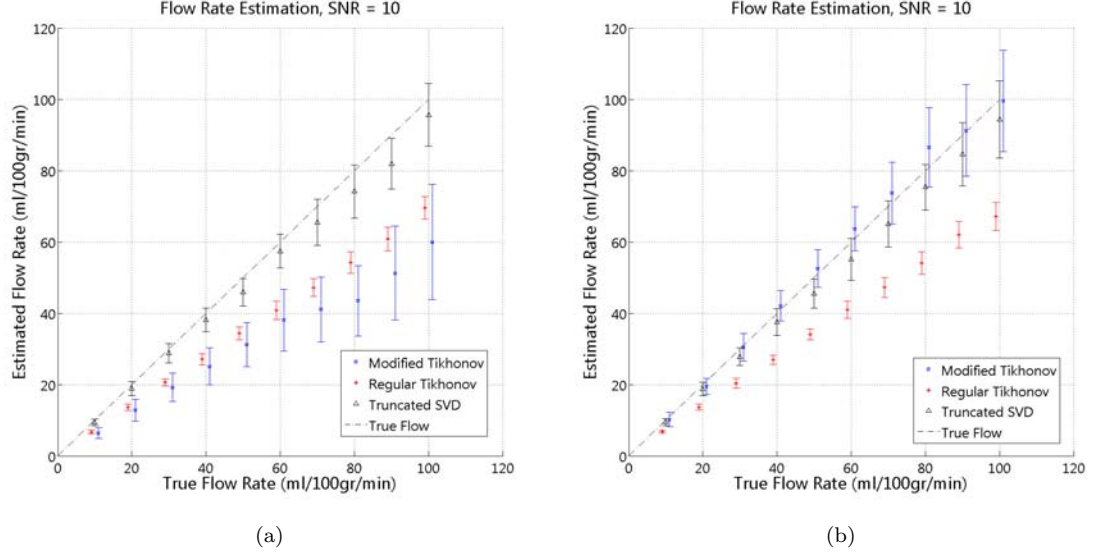 Flow Rate Estimation, SNR = 10
Estimated Flow Rate (ml/100gr/min)
120
100
80
60
40
20
0
0 20 40 60 80 100 120
Modified Tikhonov
Regular Tikhonov
Truncated SVD
True Flow
True Flow Rate (ml/100gr/min)
(a)
Flow Rate Estimation, SNR = 10
Estimated Flow Rate (ml/100gr/min)
120
100
80
60
40
20
0
0 20 40 60 80 100 120
Modified Tikhonov
Regular Tikhonov
Truncated SVD
True Flow
True Flow Rate (ml/100gr/min)
(b)